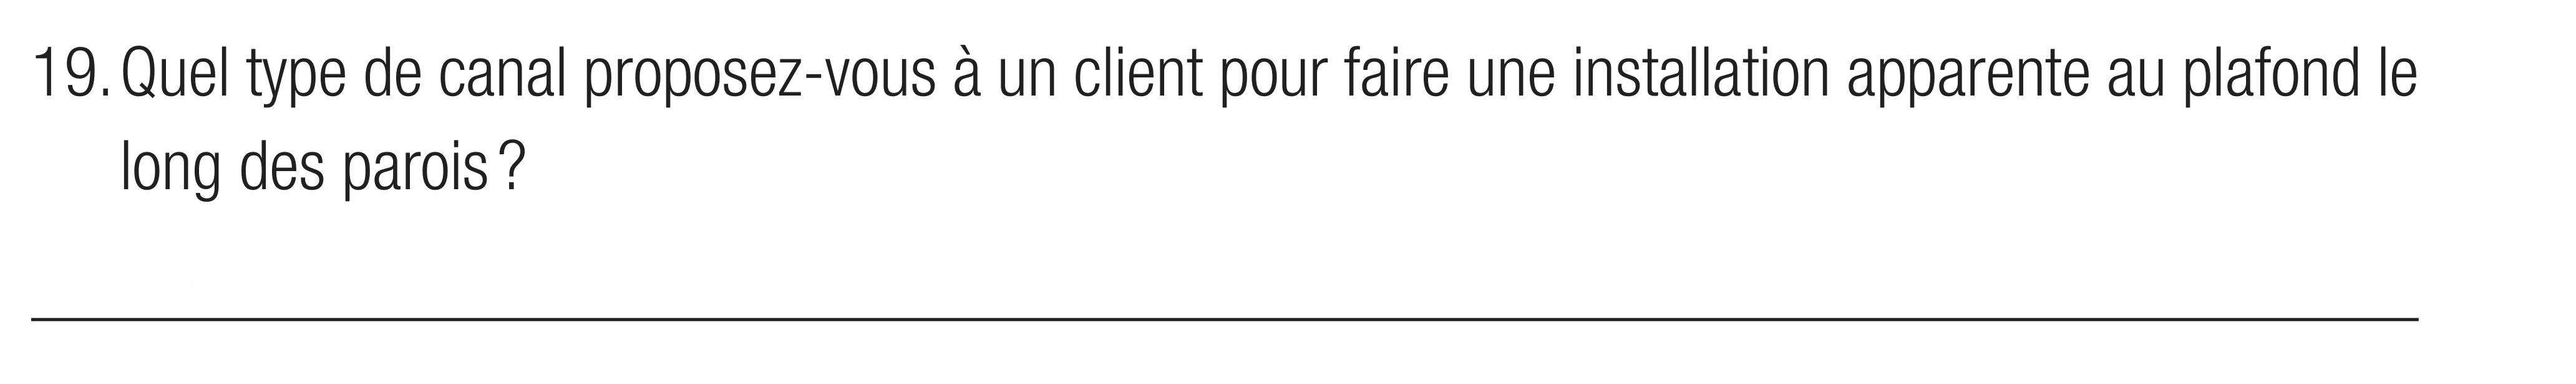 19. Quel type de canal proposez-vous à un client pour faire une installation apparente au plafond le
long des parois ?